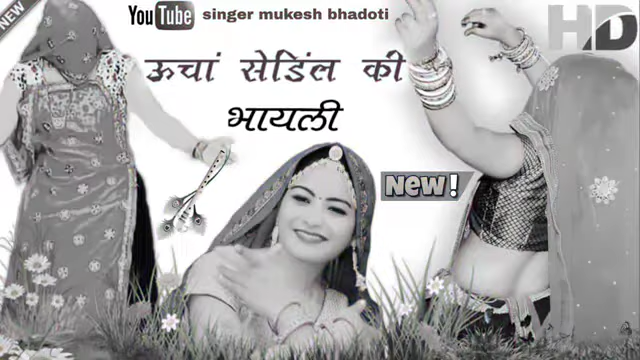 NEW
YouTube singer mukesh bhadoti
HD
ऊचां सेडिंल की
भायली
New!